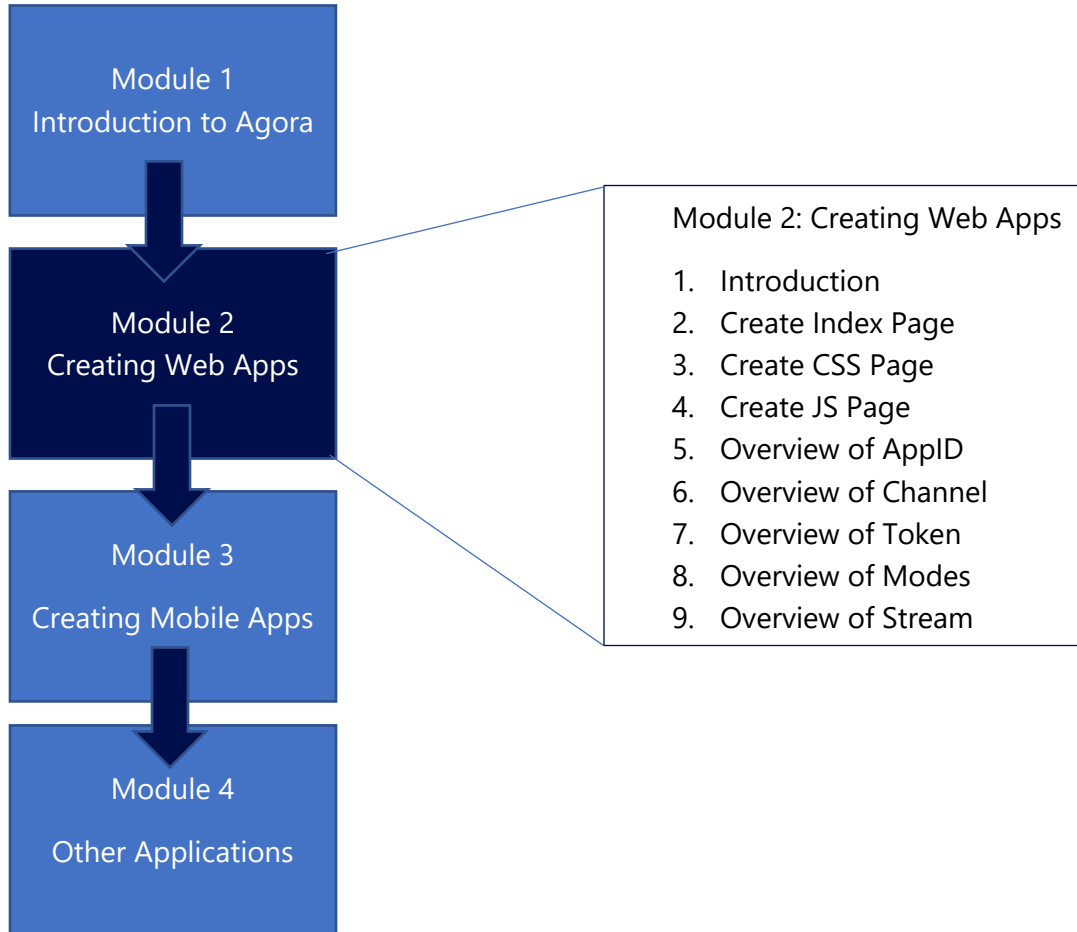 Module 1
Introduction to Agora
Module 2
Creating Web Apps
Module 3
Creating Mobile Apps
Module 4
Other Applications
Module 2: Creating Web Apps
1. Introduction
2. Create Index Page
3. Create CSS Page
4. Create JS Page
5. Overview of AppID
6. Overview of Channel
7. Overview of Token
8. Overview of Modes
9. Overview of Stream